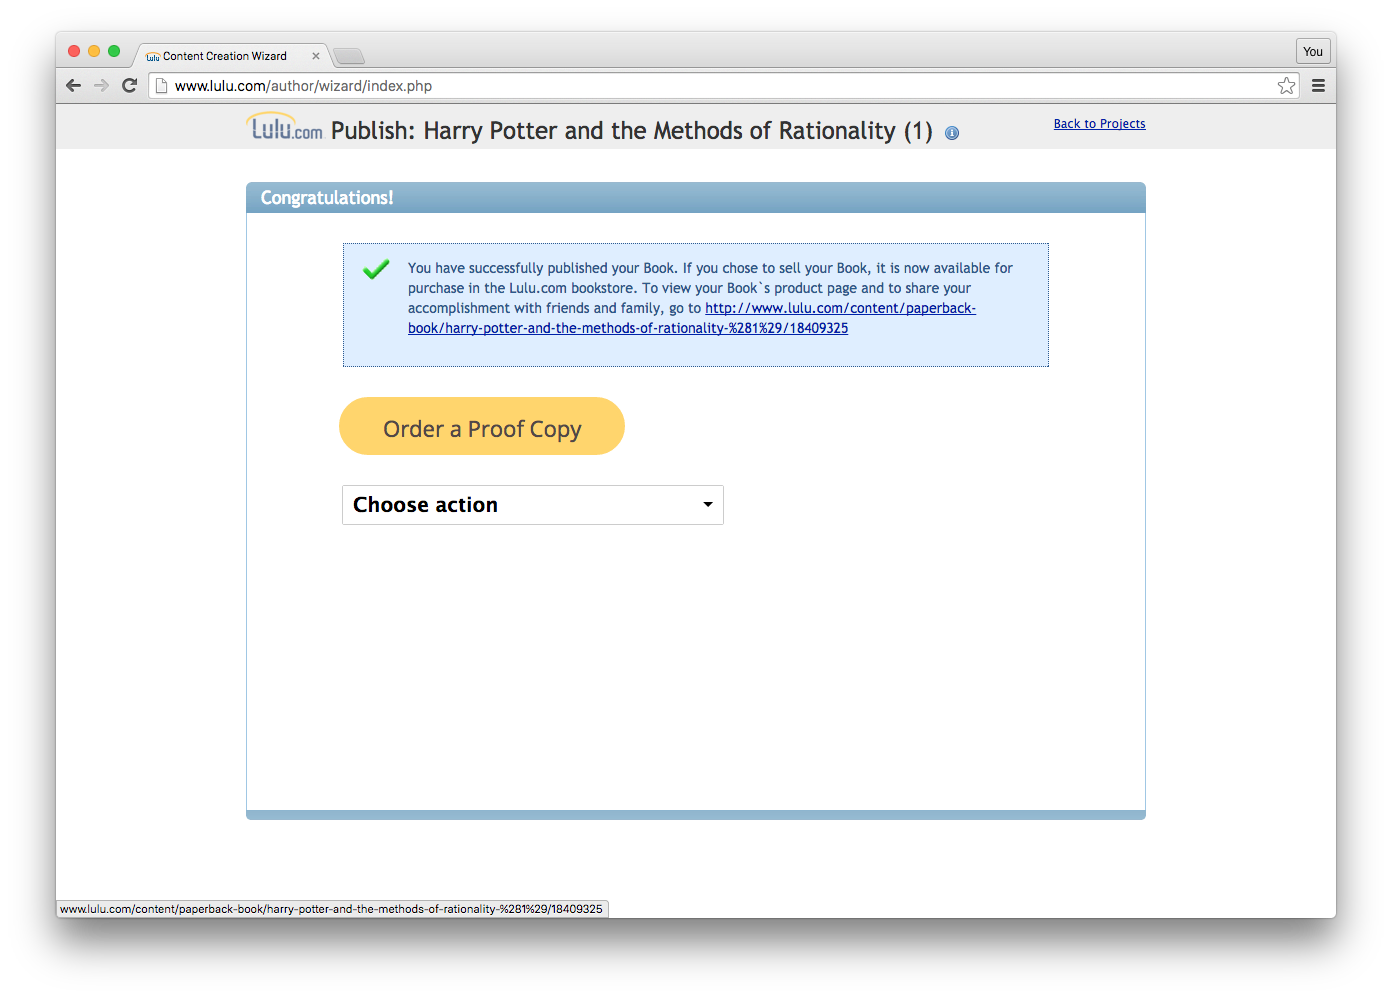 Content Creation Wizard
You
www.lulu.com/author/wizard/index.php
Lulu.com Publish: Harry Potter and the Methods of Rationality (1)
Back to Projects
Congratulations!
You have successfully published your Book. If you chose to sell your Book, it is now available for
purchase in the Lulu.com bookstore. To view your Book`s product page and to share your
accomplishment with friends and family, go to http://www.lulu.com/content/paperback-
book/harry-potter-and-the-methods-of-rationality-%281%29/18409325
Order a Proof Copy
Choose action
www.lulu.com/content/paperback-book/harry-potter-and-the-methods-of-rationality-%281%29/18409325